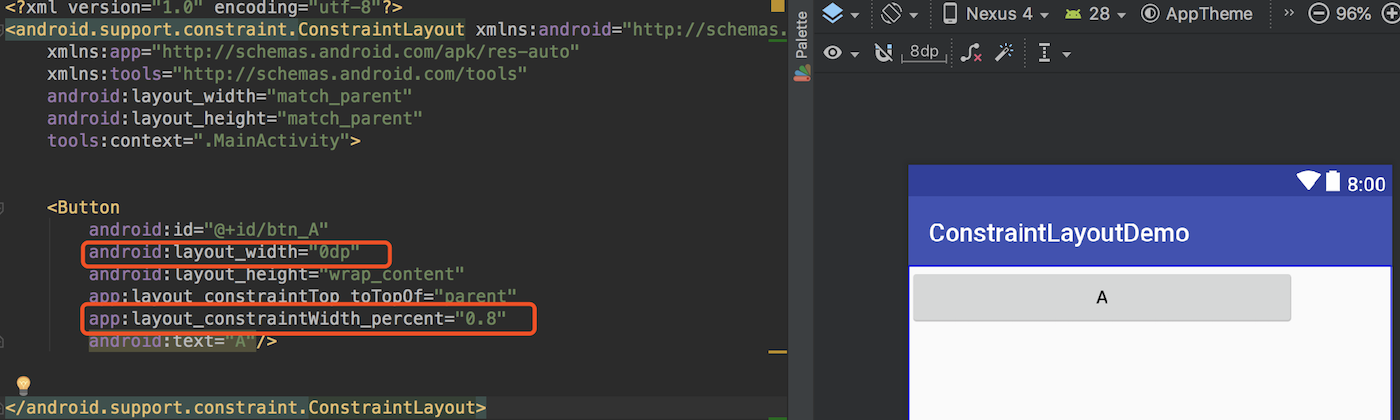 <?xml version="1.0" encoding="utf-8"?>
<android.support.constraint.ConstraintLayout xmlns:android="http://schemas.
xmlns:app="http://schemas.android.com/apk/res-auto"
xmlns:tools="http://schemas.android.com/tools"
android:layout_width="match_parent"
android:layout_height="match_parent"
tools:context=".MainActivity">
<Button
android:id="@+id/btn_A"
android:layout_width="0dp"
android:layout_height="wrap_content"
app:layout_constraintTop_toTopOf="parent"
app:layout_constraintWidth_percent="0.8"
android:text="A"/>
</android.support.constraint.ConstraintLayout>
Palette
Nexus 4
28
AppTheme
»
96%
8dp
8:00
ConstraintLayoutDemo
A